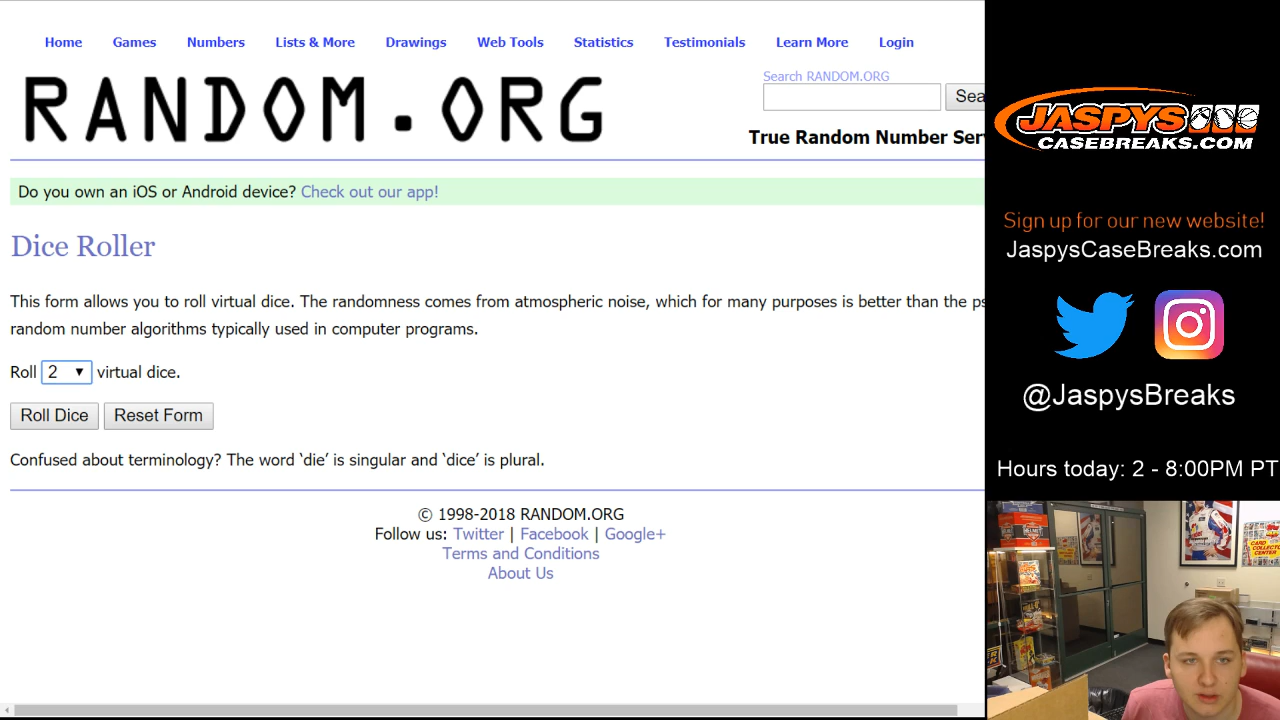 Home Games Numbers Lists & More Drawings Web Tools Statistics Testimonials Learn More Login
RANDOM.ORG
Search RANDOM.ORG
Sea
True Random Number Ser
Do you own an iOS or Android device? Check out our app!
Dice Roller
This form allows you to roll virtual dice. The randomness comes from atmospheric noise, which for many purposes is better than the ps
random number algorithms typically used in computer programs.
Roll 2 virtual dice.
Roll Dice Reset Form
Confused about terminology? The word ‘die’ is singular and ‘dice’ is plural.
© 1998-2018 RANDOM.ORG
Follow us: Twitter | Facebook | Google+
Terms and Conditions
About Us
JASPYS
CASEBREAKS.COM
Sign up for our new website!
JaspysCaseBreaks.com
@JaspysBreaks
Hours today: 2 - 8:00PM PT
CARD
COLLECTOR
CENTER